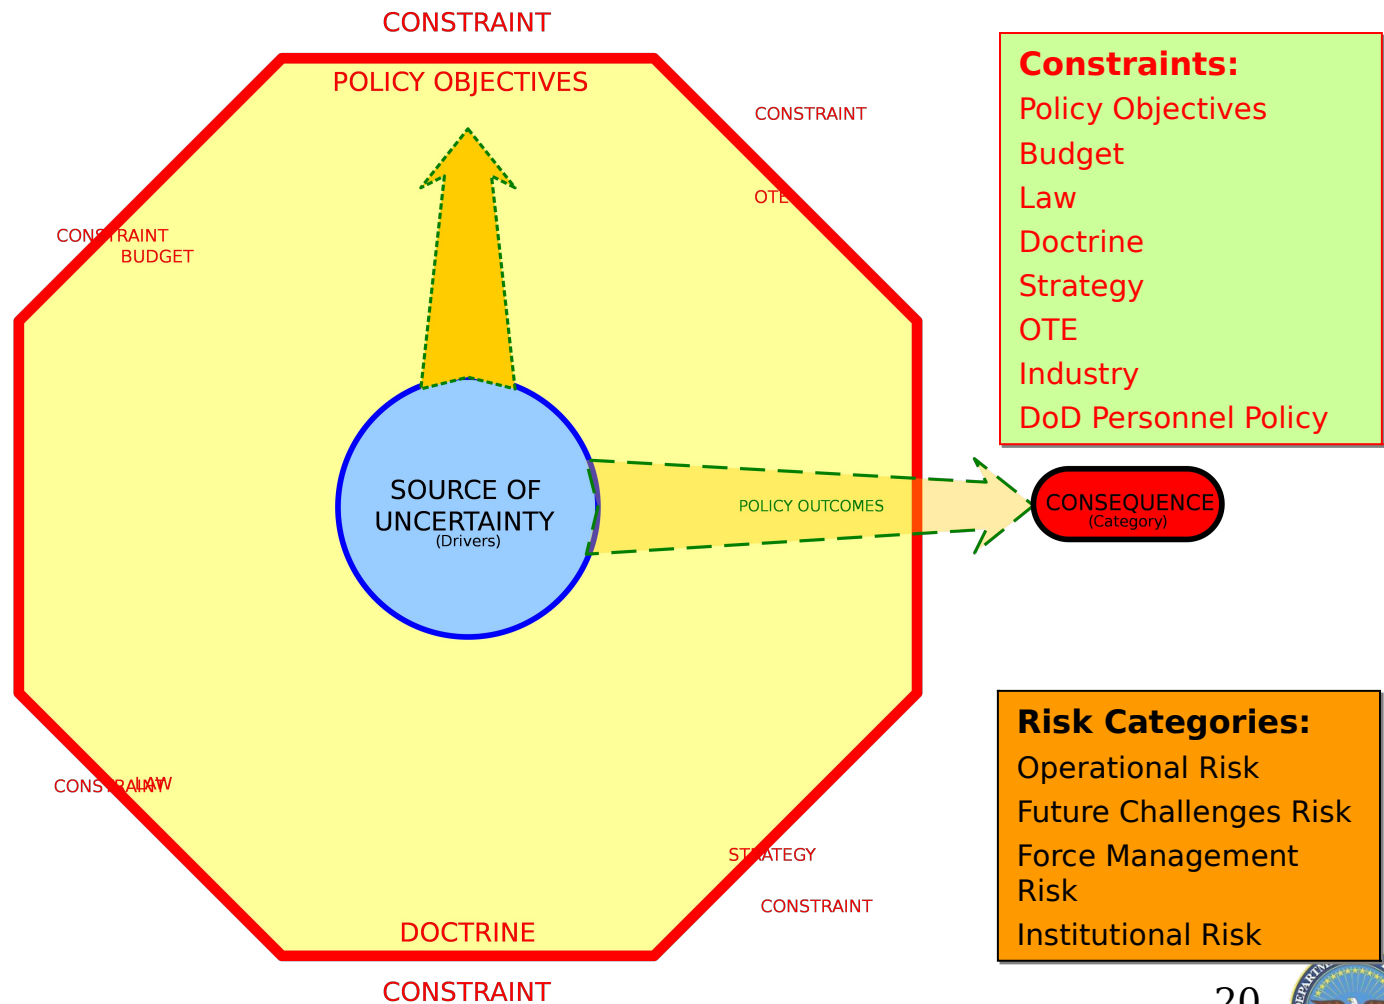 CONSTRAINT
POLICY OBJECTIVES
CONSTRAINT
OTE
CONSTRAINT
BUDGET
SOURCE OF
UNCERTAINTY
(Drivers)
POLICY OUTCOMES
CONSEQUENCE
(Category)
CONSTRAINT
LAW
STRATEGY
CONSTRAINT
DOCTRINE
CONSTRAINT
Constraints:
Policy Objectives
Budget
Law
Doctrine
Strategy
OTE
Industry
DoD Personnel Policy
Risk Categories:
Operational Risk
Future Challenges Risk
Force Management
Risk
Institutional Risk
20